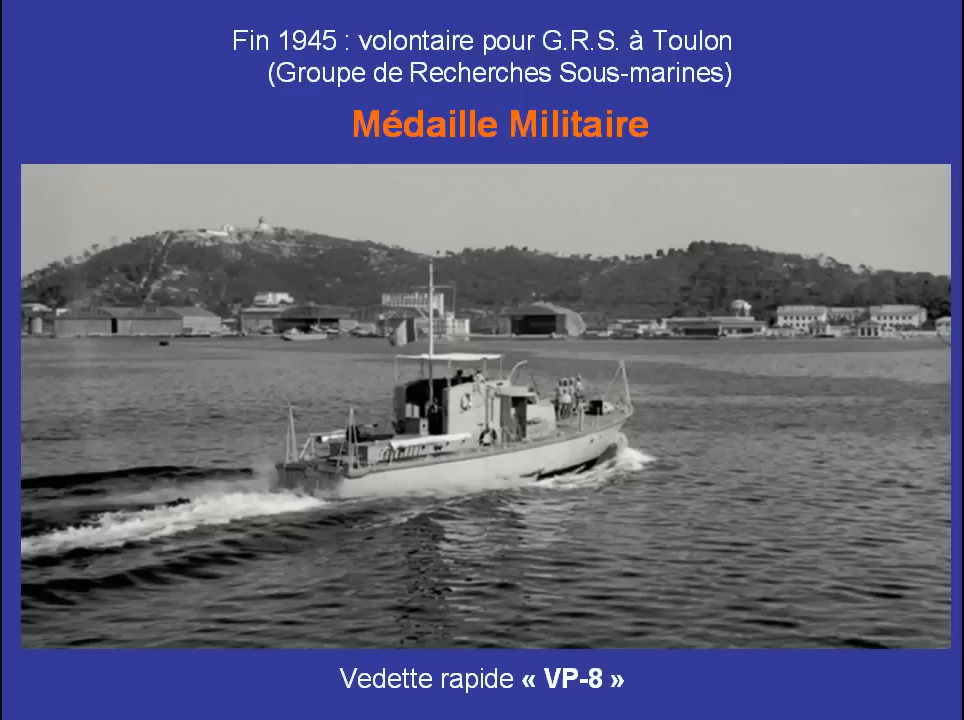 Fin 1945 : volontaire pour G.R.S. à Toulon
(Groupe de Recherches Sous-marines)
Médaille Militaire
Vedette rapide « VP-8 »